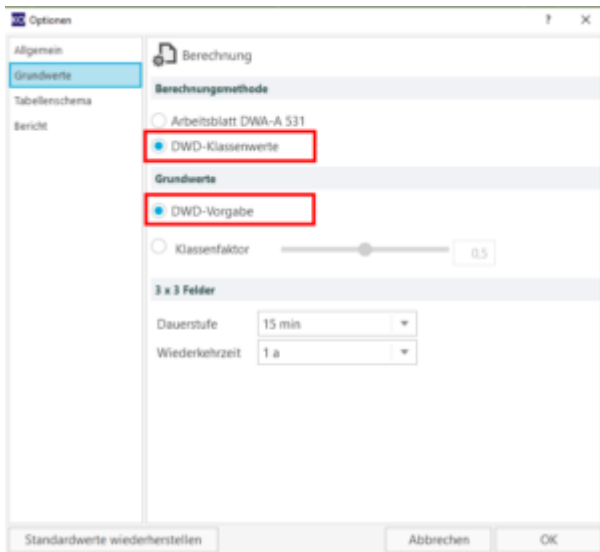 KO Optionen ? ×
Allgemein
Grundwerte
Tabellenschema
Bericht
Berechnung
Berechnungsmethode
Arbeitsblatt DWA-A 531
DWD-Klassenwerte
Grundwerte
DWD-Vorgabe
Klassenfaktor 0,5
3 x 3 Felder
Dauerstufe 15 min
Wiederkehrzeit 1 a
Standardwerte wiederherstellen Abbrechen OK